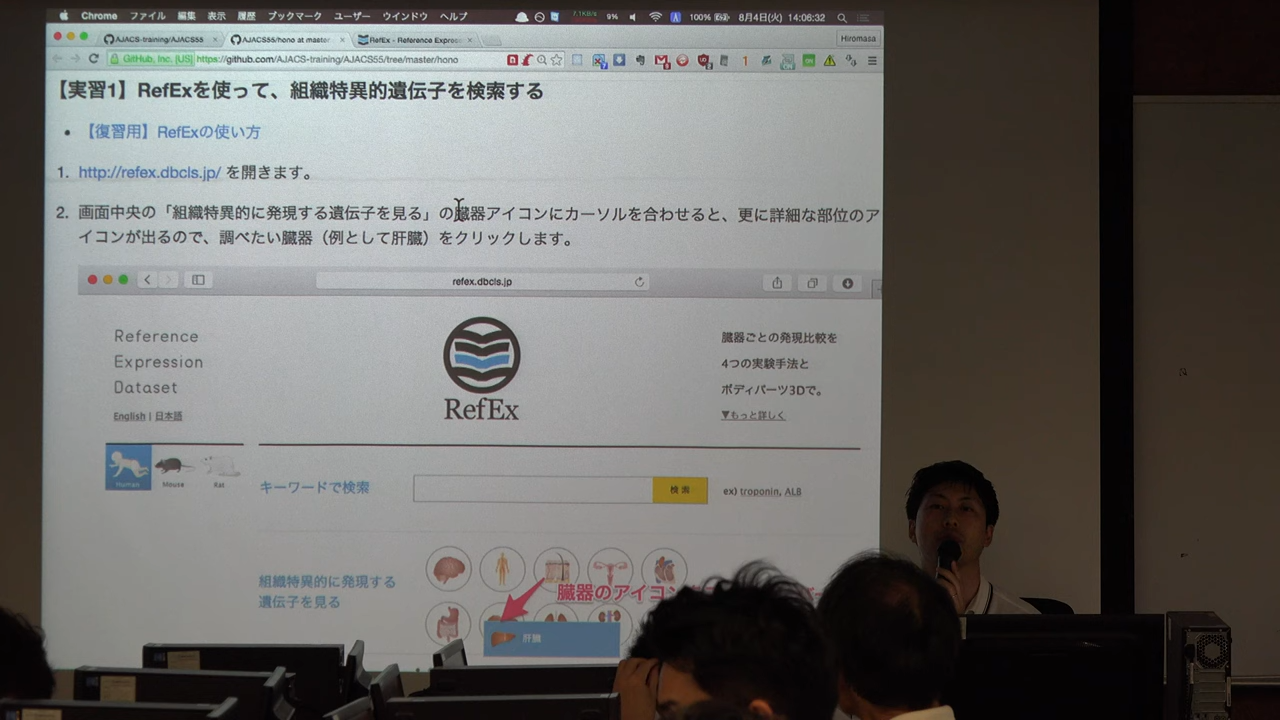 Chrome ファイル 編集 表示 履歴 ブックマーク ユーザー ウインドウ ヘルプ 7.1KB/s 9% 100% 8月4日(火) 14:06:32
AJACS-training/AJACS55 AJACS55/hono at master RefEx - Reference Express Hiromasa
GitHub, Inc. [US] https://github.com/AJACS-training/AJACS55/tree/master/hono
【実習1】RefExを使って、組織特異的遺伝子を検索する
• 【復習用】RefExの使い方
1. http://refex.dbcls.jp/ を開きます。
2. 画面中央の「組織特異的に発現する遺伝子を見る」の臓器アイコンにカーソルを合わせると、更に詳細な部位のア
イコンが出るので、調べたい臓器（例として肝臓）をクリックします。
refex.dbcls.jp
Reference
Expression
Dataset
English | 日本語
RefEx
臓器ごとの発現比較を
4つの実験手法と
ボディパーツ3Dで。
▼もっと詳しく
Human Mouse Rat
キーワードで検索
検索
ex) troponin, ALB
組織特異的に発現する
遺伝子を見る
臓器のアイコン
肝臓